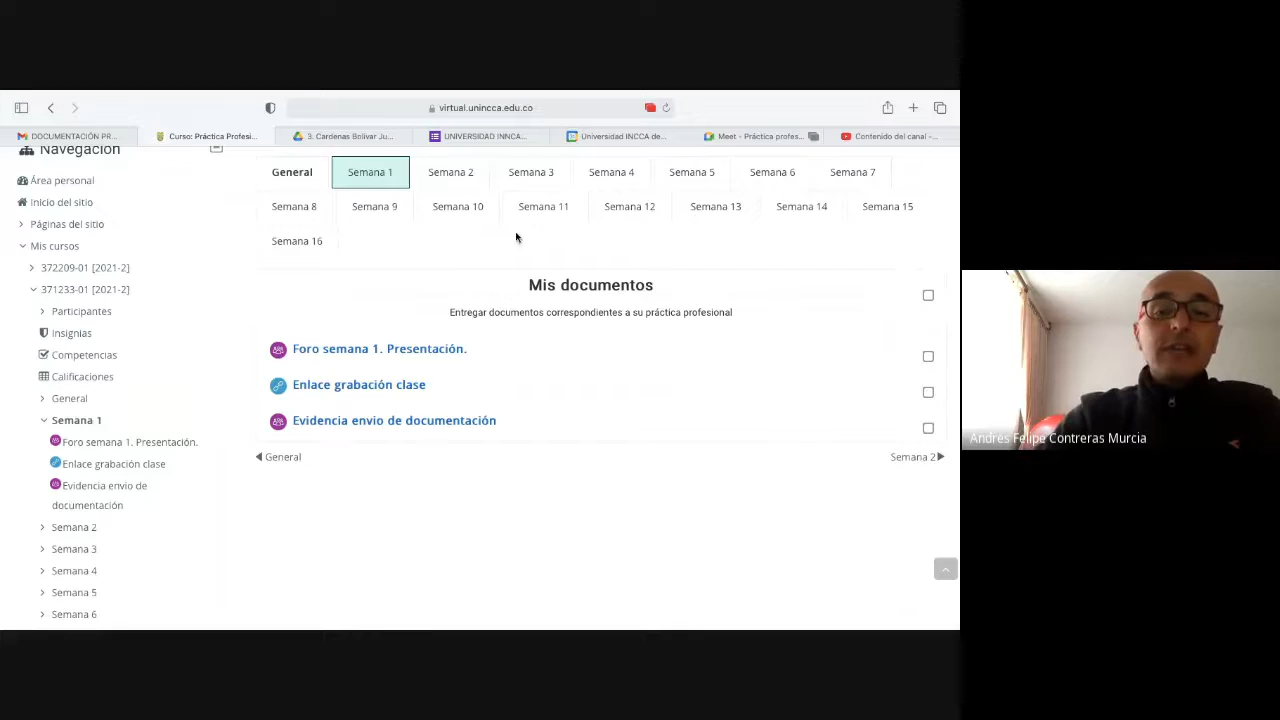 virtual.unincca.edu.co
DOCUMENTACIÓN PR...
Curso: Práctica Profesi...
3. Cardenas Bolivar Ju...
UNIVERSIDAD INNCA...
Universidad INCCA de...
Meet - Práctica profes...
Contenido del canal -...
Navegación
Área personal
Inicio del sitio
Páginas del sitio
Mis cursos
372209-01 [2021-2]
371233-01 [2021-2]
Participantes
Insignias
Competencias
Calificaciones
General
Semana 1
Foro semana 1. Presentación.
Enlace grabación clase
Evidencia envio de
documentación
Semana 2
Semana 3
Semana 4
Semana 5
Semana 6
General
Semana 1
Semana 2
Semana 3
Semana 4
Semana 5
Semana 6
Semana 7
Semana 8
Semana 9
Semana 10
Semana 11
Semana 12
Semana 13
Semana 14
Semana 15
Semana 16
Mis documentos
Entregar documentos correspondientes a su práctica profesional
Foro semana 1. Presentación.
Enlace grabación clase
Evidencia envio de documentación
General
Semana 2
Andrés Felipe Contreras Murcia